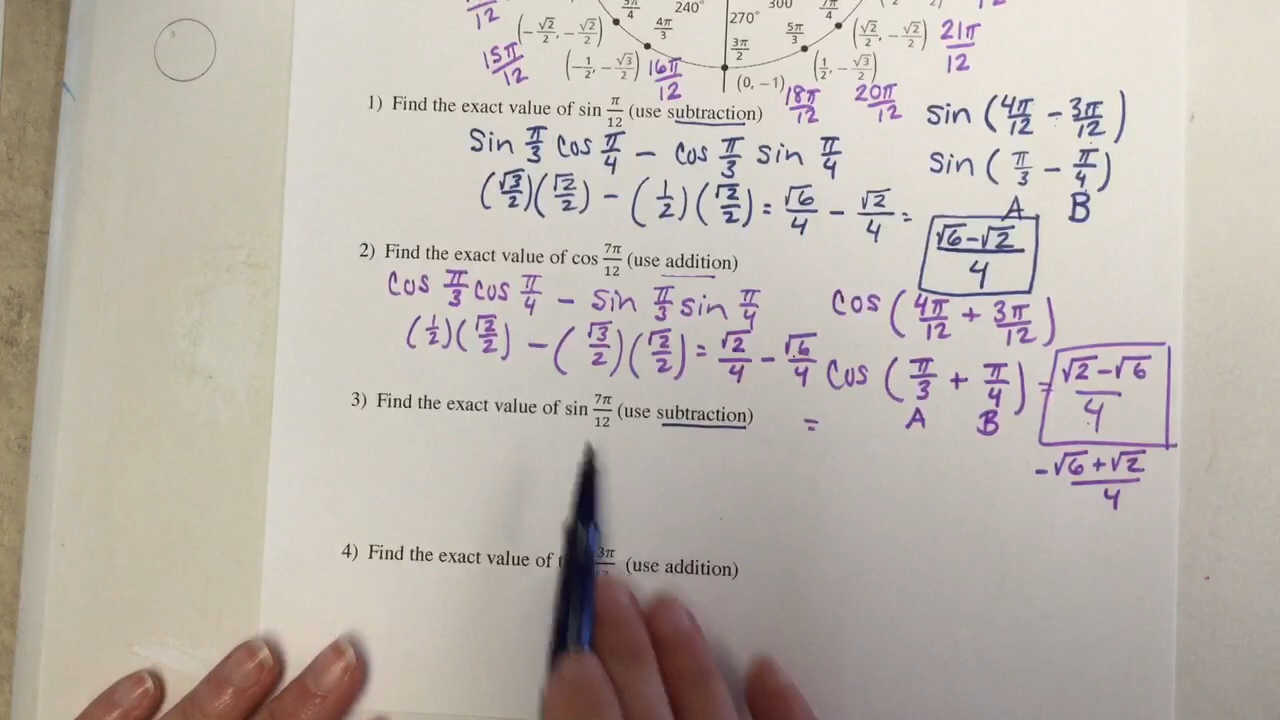 12
5π/4 240° 300 7π/4
(-√2/2, -√2/2) 4π/3 270° 5π/3 (√2/2, -√2/2) 21π/12
15π/12 (-1/2, -√3/2) 16π/12 3π/2 (1/2, -√3/2)
(0, -1) 18π/12 20π/12
1) Find the exact value of sin π/12 (use subtraction)
sin (4π/12 - 3π/12)
sin π/3 cos π/4 - cos π/3 sin π/4
sin (π/3 - π/4)
A B
(√3/2)(√2/2) - (1/2)(√2/2) = √6/4 - √2/4 =
√6-√2/4
2) Find the exact value of cos 7π/12 (use addition)
cos π/3 cos π/4 - sin π/3 sin π/4
cos (4π/12 + 3π/12)
(1/2)(√2/2) - (√3/2)(√2/2) = √2/4 - √6/4
cos (π/3 + π/4) = √2-√6/4
= A B
-√6+√2/4
3) Find the exact value of sin 7π/12 (use subtraction)
4) Find the exact value of 3π (use addition)